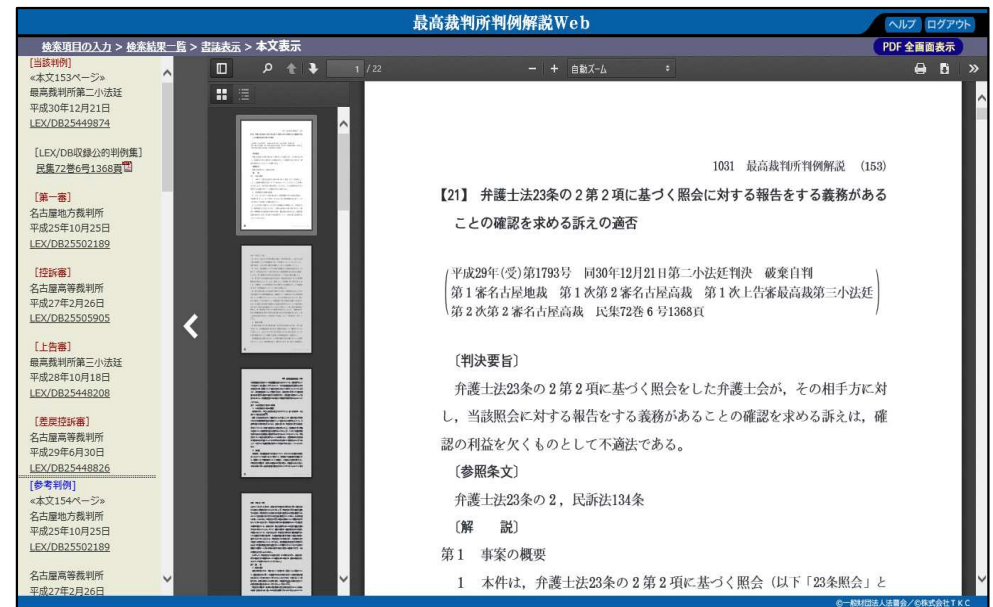 最高裁判所判例解説Web
ヘルプ ログアウト
検索項目の入力 > 検索結果一覧 > 書誌表示 > 本文表示
PDF 全画面表示
[当該判例]
«本文153ページ»
最高裁判所第二小法廷
平成30年12月21日
LEX/DB25449874
[LEX/DB収録公的判例集]
民集72巻6号1368頁
[第一審]
名古屋地方裁判所
平成25年10月25日
LEX/DB25502189
[控訴審]
名古屋高等裁判所
平成27年2月26日
LEX/DB25505905
[上告審]
最高裁判所第三小法廷
平成28年10月18日
LEX/DB25448208
[差戻控訴審]
名古屋高等裁判所
平成29年6月30日
LEX/DB25448826
[参考判例]
«本文154ページ»
名古屋地方裁判所
平成25年10月25日
LEX/DB25502189
名古屋高等裁判所
平成27年2月26日
1 / 22
− + 自動ズーム
1031 最高裁判所判例解説 (153)
【21】 弁護士法23条の2第2項に基づく照会に対する報告をする義務がある
ことの確認を求める訴えの適否
平成29年(受)第1793号 同30年12月21日第二小法廷判決 破棄自判
第1審名古屋地裁 第1次第2審名古屋高裁 第1次上告審最高裁第三小法廷
第2次第2審名古屋高裁 民集72巻6号1368頁
〔判決要旨〕
弁護士法23条の2第2項に基づく照会をした弁護士会が,その相手方に対
し,当該照会に対する報告をする義務があることの確認を求める訴えは,確
認の利益を欠くものとして不適法である。
〔参照条文〕
弁護士法23条の2,民訴法134条
〔解 説〕
第1 事案の概要
1 本件は,弁護士法23条の2第2項に基づく照会(以下「23条照会」と
©一般財団法人法曹会/©株式会社TKC